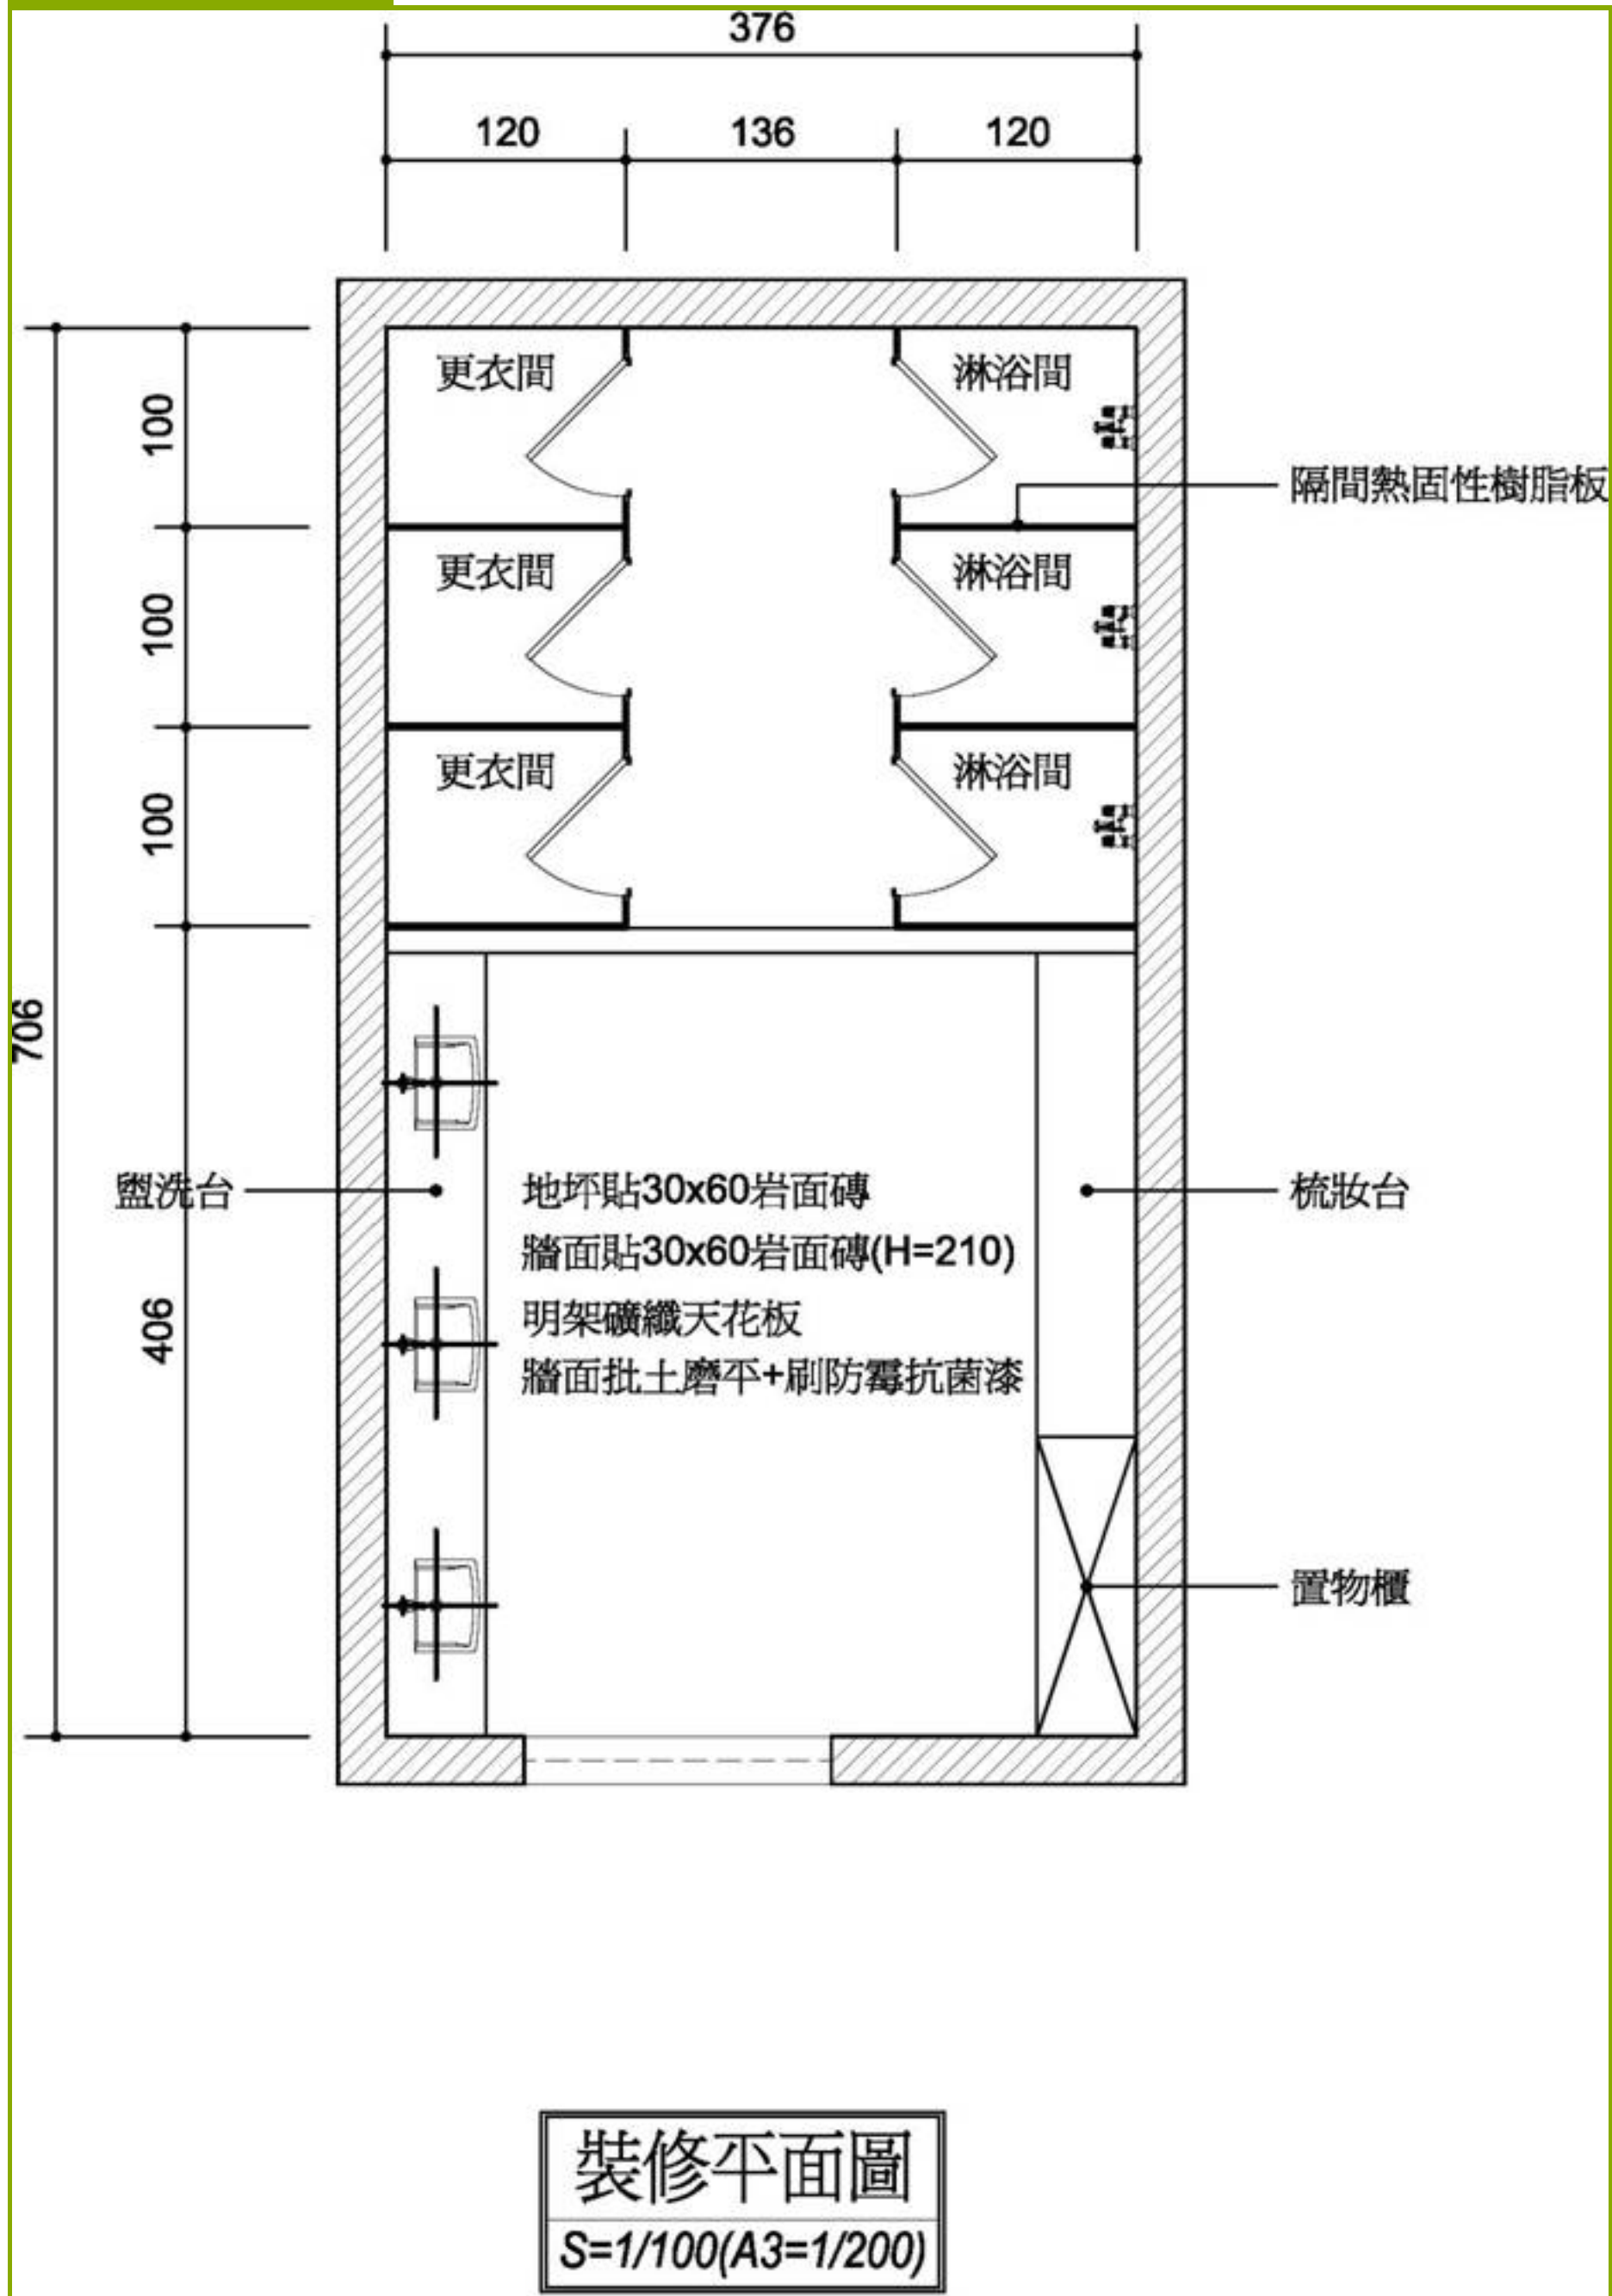 376
120 136 120
更衣間 淋浴間
100
隔間熱固性樹脂板
更衣間 淋浴間
100
更衣間 淋浴間
100
706
盥洗台
地坪貼30x60岩面磚
梳妝台
牆面貼30x60岩面磚(H=210)
406
明架礦纖天花板
牆面批土磨平+刷防霉抗菌漆
置物櫃
裝修平面圖
S=1/100(A3=1/200)